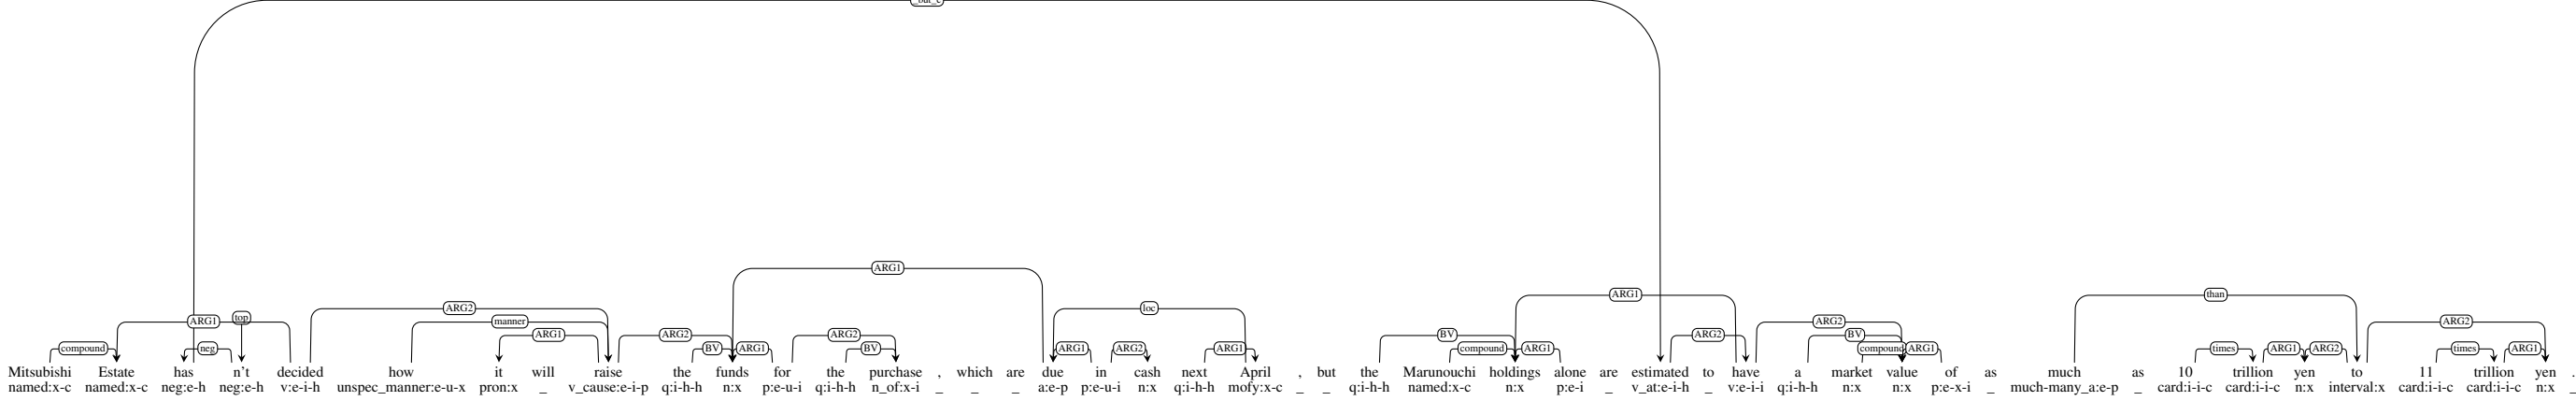 _but_c
ARG1
ARG1 loc
ARG2 manner ARG1 than
ARG1 top ARG2 ARG2
ARG1 ARG2 ARG2 BV ARG2 BV
compound neg BV ARG1 BV ARG1 ARG2 ARG1 compound ARG1 compound ARG1 times ARG1 ARG2 times ARG1
Mitsubishi Estate has n't decided how it will raise the funds for the purchase , which are due in cash next April , but the Marunouchi holdings alone are estimated to have a market value of as much as 10 trillion yen to 11 trillion yen .
named:x-c named:x-c neg:e-h neg:e-h v:e-i-h unspec_manner:e-u-x pron:x _ v_cause:e-i-p q:i-h-h n:x p:e-u-i q:i-h-h n_of:x-i _ _ _ a:e-p p:e-u-i n:x q:i-h-h mofy:x-c _ _ q:i-h-h named:x-c n:x p:e-i _ v_at:e-i-h _ v:e-i-i q:i-h-h n:x n:x p:e-x-i _ much-many_a:e-p _ card:i-i-c card:i-i-c n:x interval:x card:i-i-c card:i-i-c n:x _